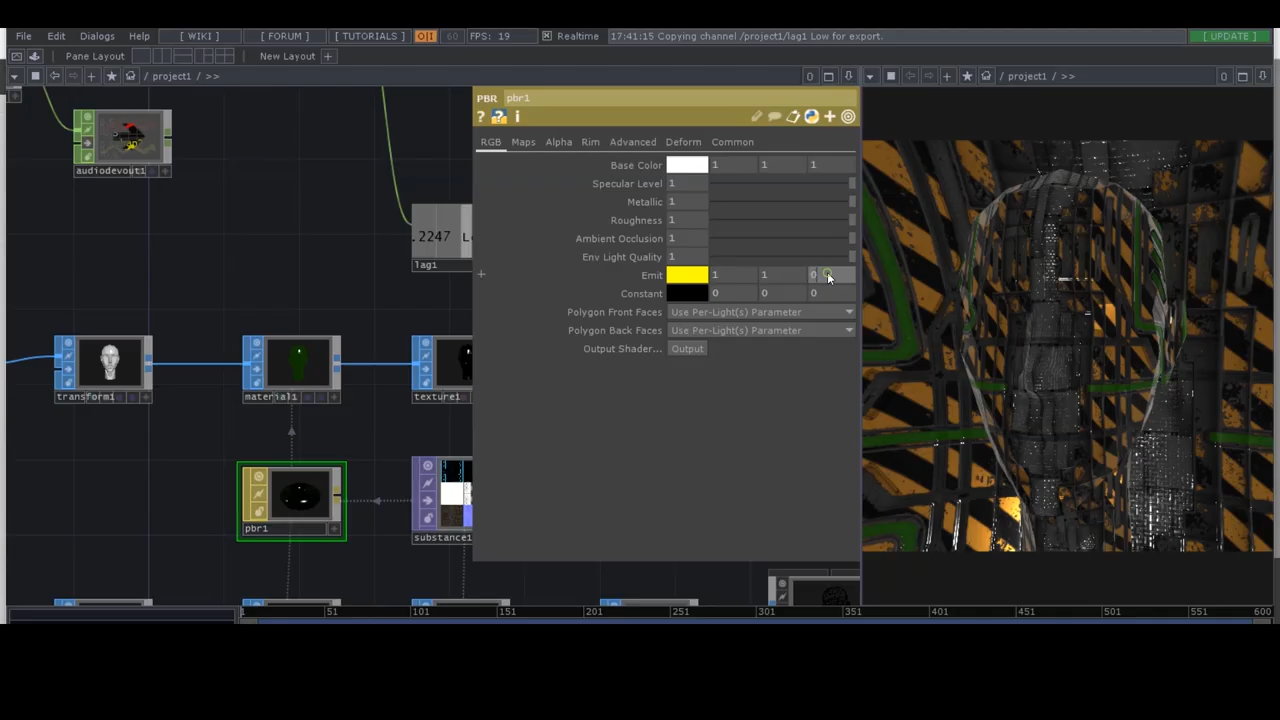 File Edit Dialogs Help [ WIKI ] [ FORUM ] [ TUTORIALS ] O|I 60 FPS: 19 Realtime 17:41:15 Copying channel /project1/lag1 Low for export. [ UPDATE ]
Pane Layout New Layout +
/ project1 / >> 0 / project1 / >> 0
PBR pbr1
? ? i
RGB Maps Alpha Rim Advanced Deform Common
Base Color 1 1 1
audiodevout1
Specular Level 1
Metallic 1
Roughness 1
.2247 Ambient Occlusion 1
Env Light Quality 1
lag1
Emit 1 1 0
Constant 0 0 0
Polygon Front Faces Use Per-Light(s) Parameter
Polygon Back Faces Use Per-Light(s) Parameter
Output Shader... Output
transform1 material1 texture1
pbr1
substance1
1 51 101 151 201 251 301 351 401 451 501 551 600